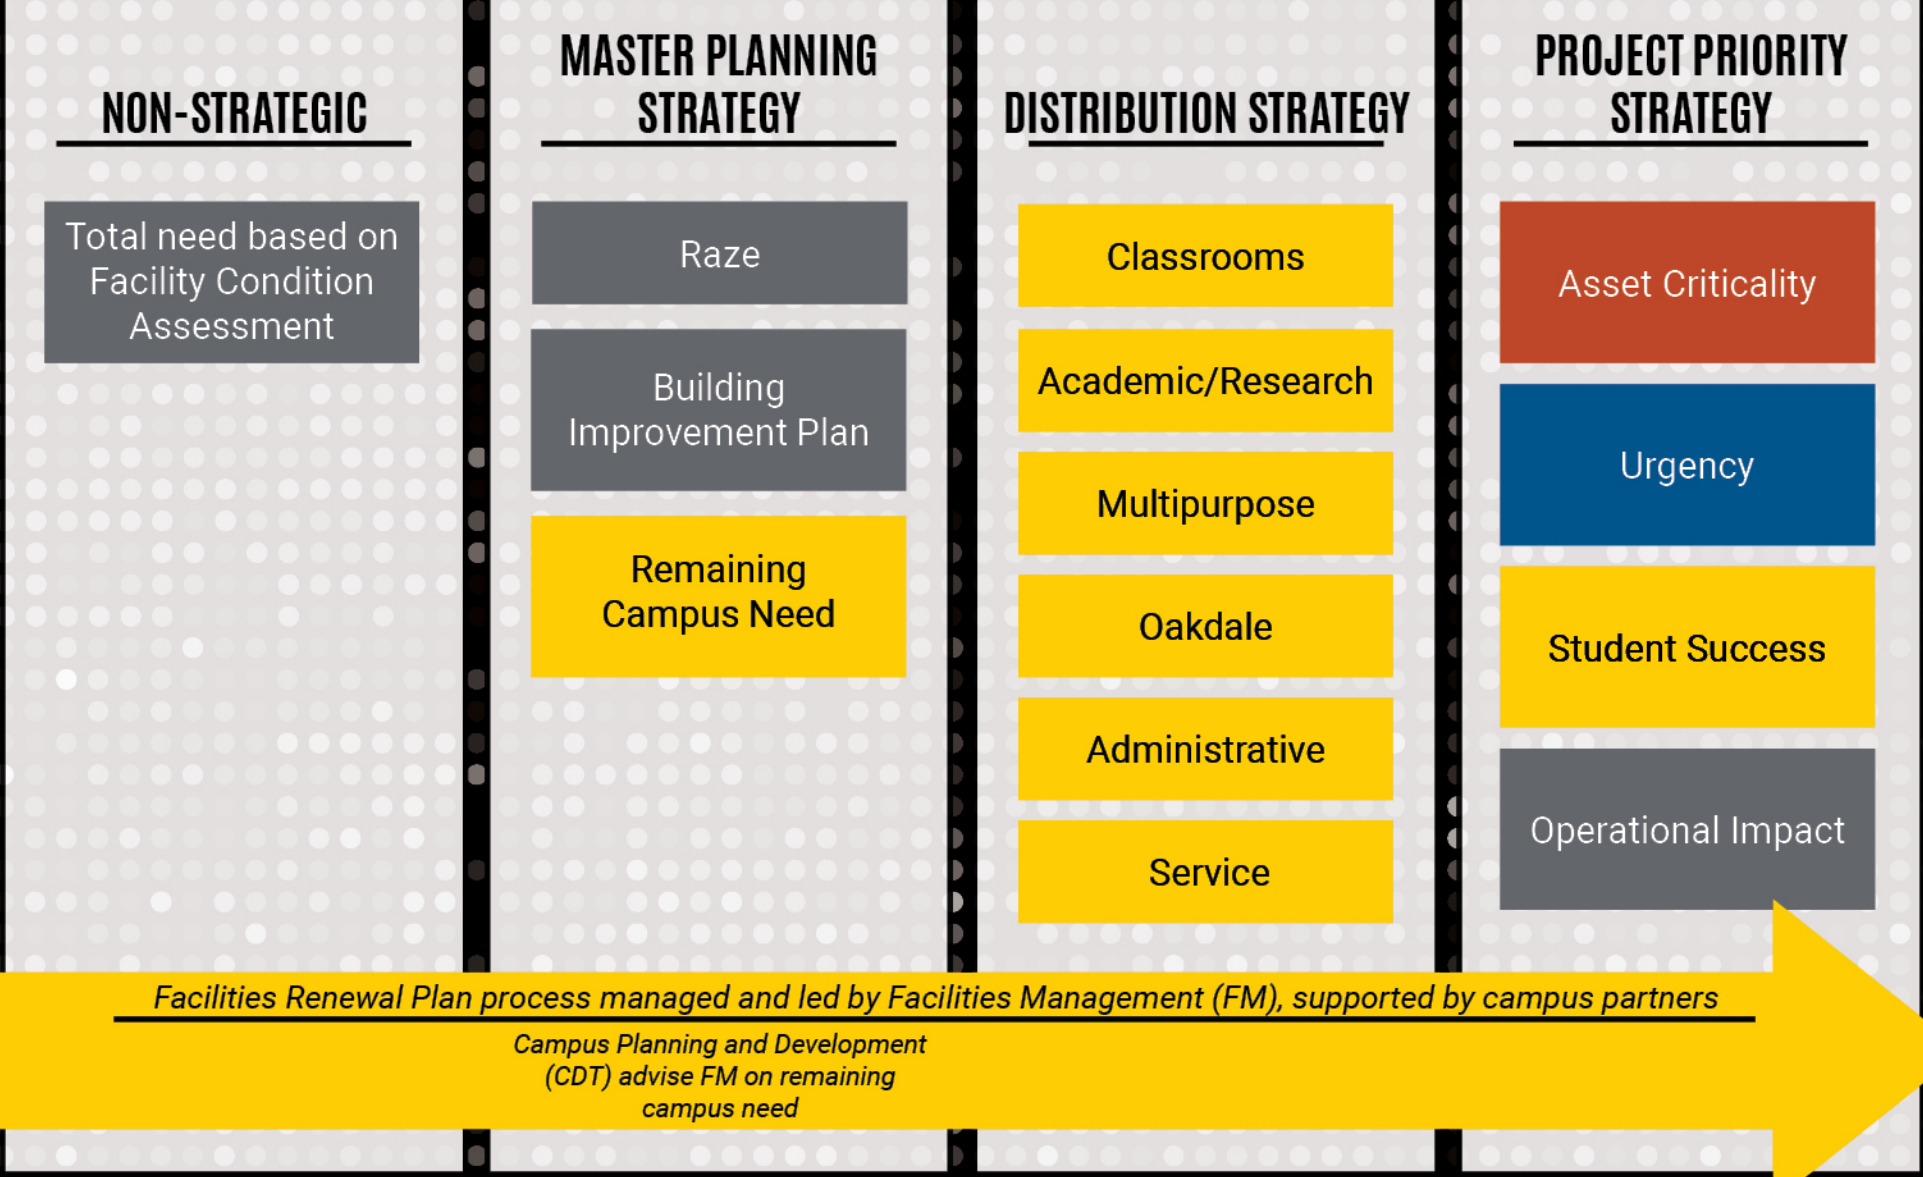 NON-STRATEGIC
Total need based on
Facility Condition
Assessment
MASTER PLANNING
STRATEGY
Raze
Building
Improvement Plan
Remaining
Campus Need
DISTRIBUTION STRATEGY
Classrooms
Academic/Research
Multipurpose
Oakdale
Administrative
Service
PROJECT PRIORITY
STRATEGY
Asset Criticality
Urgency
Student Success
Operational Impact
Facilities Renewal Plan process managed and led by Facilities Management (FM), supported by campus partners
Campus Planning and Development
(CDT) advise FM on remaining
campus need